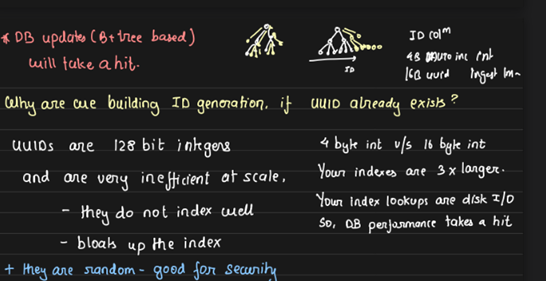 * DB updates (B+ tree based)
will take a hit.
ID
ID colm
4B auto inc int
16B uuid Ingest 1m
Why are we building ID generation, if UUID already exists?
UUIDs are 128 bit integers
and are very inefficient at scale,
- they do not index well
- bloats up the index
+ they are random - good for security
4 byte int v/s 16 byte int
Your indexes are 3x larger.
Your index lookups are disk I/O
So, DB performance takes a hit